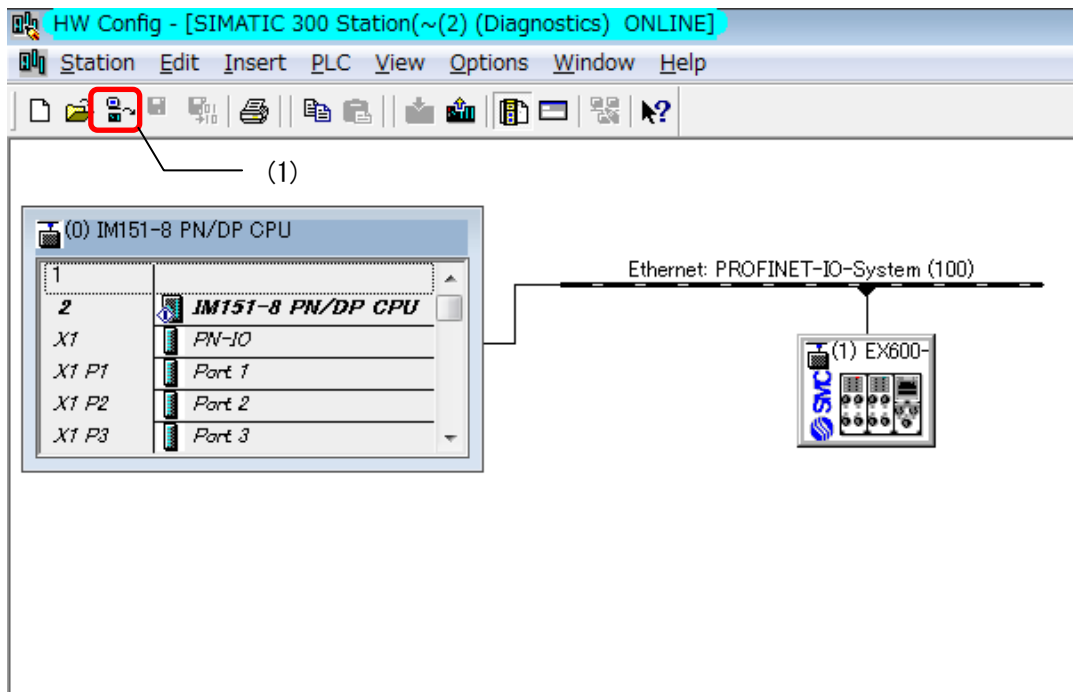 HW Config - [SIMATIC 300 Station(~(2) (Diagnostics) ONLINE]
Station Edit Insert PLC View Options Window Help
(1)
(0) IM151-8 PN/DP CPU
1
2 IM151-8 PN/DP CPU
X1 PN-IO
X1 P1 Port 1
X1 P2 Port 2
X1 P3 Port 3
Ethernet: PROFINET-IO-System (100)
(1) EX600-
SMC